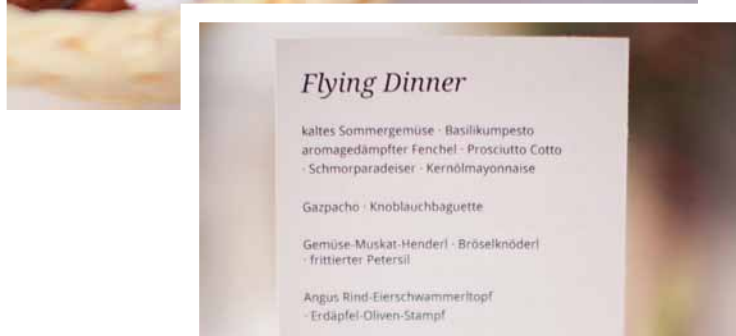 Flying Dinner
kaltes Sommergemüse · Basilikumpesto
aromagedämpfter Fenchel · Prosciutto Cotto
· Schmorparadeiser · Kernölmayonnaise
Gazpacho · Knoblauchbaguette
Gemüse-Muskat-Henderl · Bröselknöderl
· frittierter Petersil
Angus Rind-Eierschwammerltopf
· Erdäpfel-Oliven-Stampf